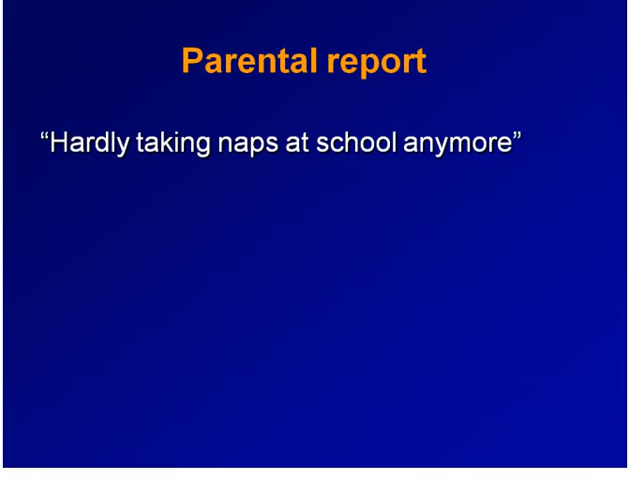 Parental report
“Hardly taking naps at school anymore”